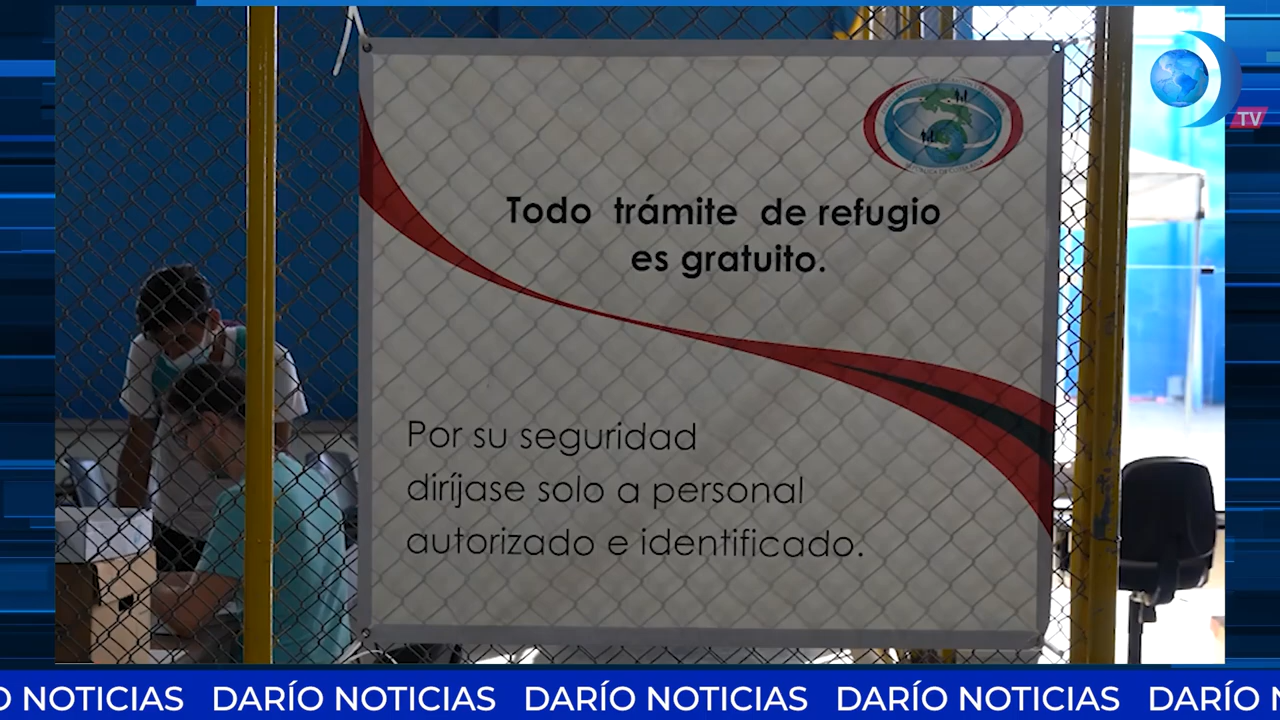 TV
Todo trámite de refugio
es gratuito.
Por su seguridad
diríjase solo a personal
autorizado e identificado.
O NOTICIAS DARÍO NOTICIAS DARÍO NOTICIAS DARÍO NOTICIAS DARÍO N